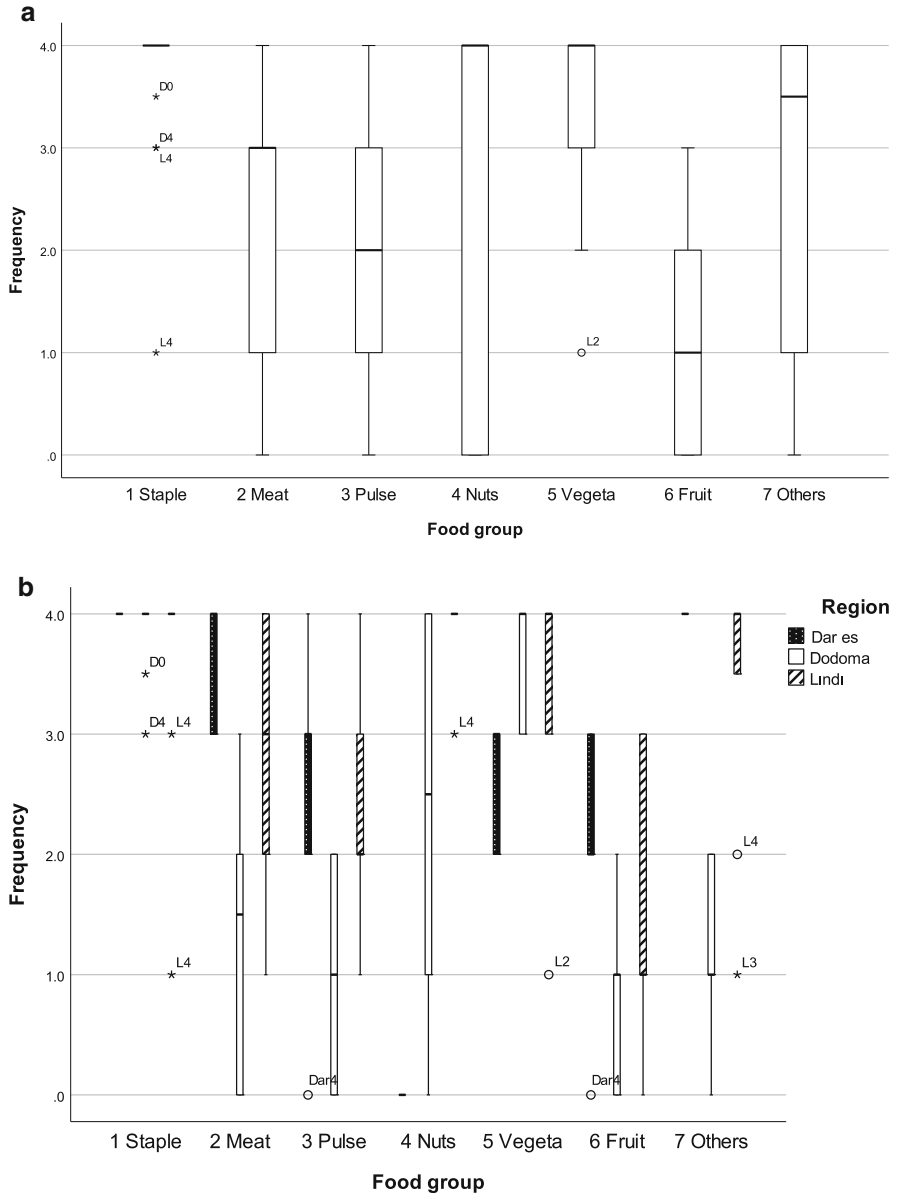 a
4.0
D0
D4
3.0
L4
2.0
L4
1.0
L2
.0
Frequency
1 Staple 2 Meat 3 Pulse 4 Nuts 5 Vegeta 6 Fruit 7 Others
Food group
b
Region
4.0
Dar es
Dodoma
Lindi
D0
D4 L4
3.0
L4
2.0
L4
L4
1.0
L2
L3
Dar4
Dar4
.0
Frequency
1 Staple 2 Meat 3 Pulse 4 Nuts 5 Vegeta 6 Fruit 7 Others
Food group